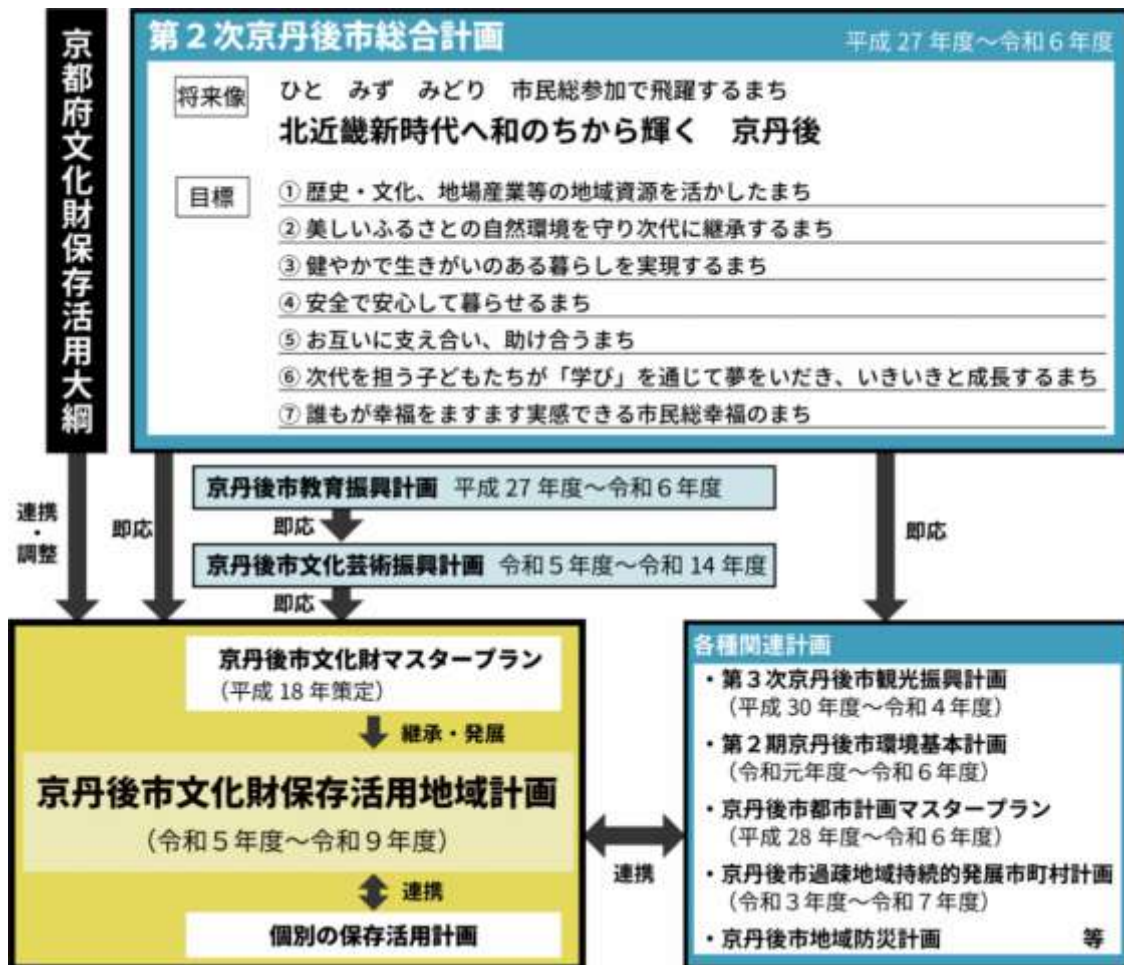 京都府文化財保存活用大綱
第2次京丹後市総合計画 平成27年度～令和6年度
将来像 ひと みず みどり 市民総参加で飛躍するまち
北近畿新時代へ和のちから輝く 京丹後
目標 ①歴史・文化、地場産業等の地域資源を活かしたまち
②美しいふるさとの自然環境を守り次代に継承するまち
③健やかで生きがいのある暮らしを実現するまち
④安全で安心して暮らせるまち
⑤お互いに支え合い、助け合うまち
⑥次代を担う子どもたちが「学び」を通じて夢をいだき、いきいきと成長するまち
⑦誰もが幸福をますます実感できる市民総幸福のまち
連携・調整
即応
京丹後市教育振興計画 平成27年度～令和6年度
即応
京丹後市文化芸術振興計画 令和5年度～令和14年度
即応
即応
京丹後市文化財マスタープラン
（平成18年策定）
継承・発展
京丹後市文化財保存活用地域計画
（令和5年度～令和9年度）
連携
個別の保存活用計画
連携
各種関連計画
・第3次京丹後市観光振興計画
（平成30年度～令和4年度）
・第2期京丹後市環境基本計画
（令和元年度～令和6年度）
・京丹後市都市計画マスタープラン
（平成28年度～令和6年度）
・京丹後市過疎地域持続的発展市町村計画
（令和3年度～令和7年度）
・京丹後市地域防災計画 等